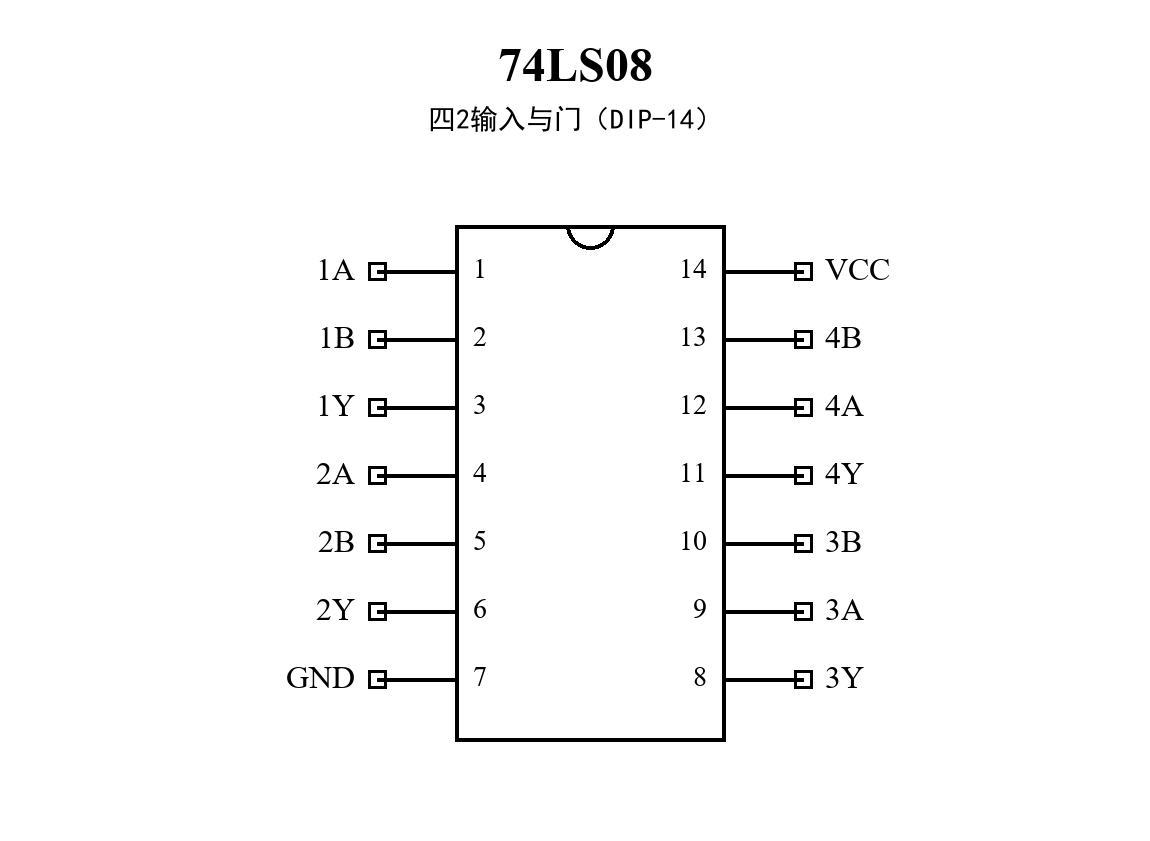 74LS08
四2输入与门（DIP-14）
1A 1 14 VCC
1B 2 13 4B
1Y 3 12 4A
2A 4 11 4Y
2B 5 10 3B
2Y 6 9 3A
GND 7 8 3Y